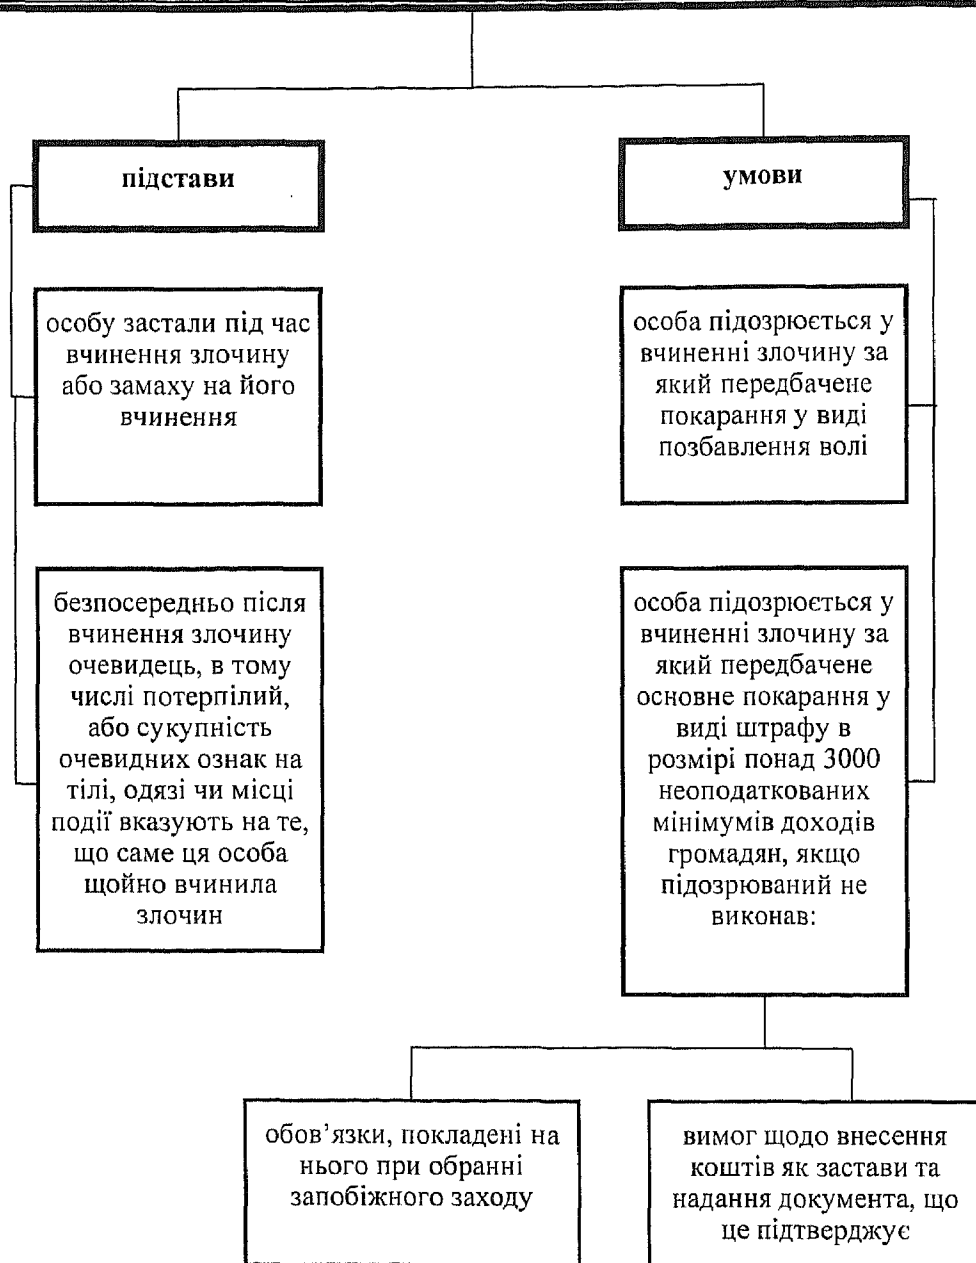 підстави
умови
особу застали під час
вчинення злочину
або замаху на його
вчинення
особа підозрюється у
вчиненні злочину за
який передбачене
покарання у виді
позбавлення волі
безпосередньо після
вчинення злочину
очевидець, в тому
числі потерпілий,
або сукупність
очевидних ознак на
тілі, одязі чи місці
події вказують на те,
що саме ця особа
щойно вчинила
злочин
особа підозрюється у
вчиненні злочину за
який передбачене
основне покарання у
виді штрафу в
розмірі понад 3000
неоподаткованих
мінімумів доходів
громадян, якщо
підозрюваний не
виконав:
обов’язки, покладені на
нього при обранні
запобіжного заходу
вимог щодо внесення
коштів як застави та
надання документа, що
це підтверджує